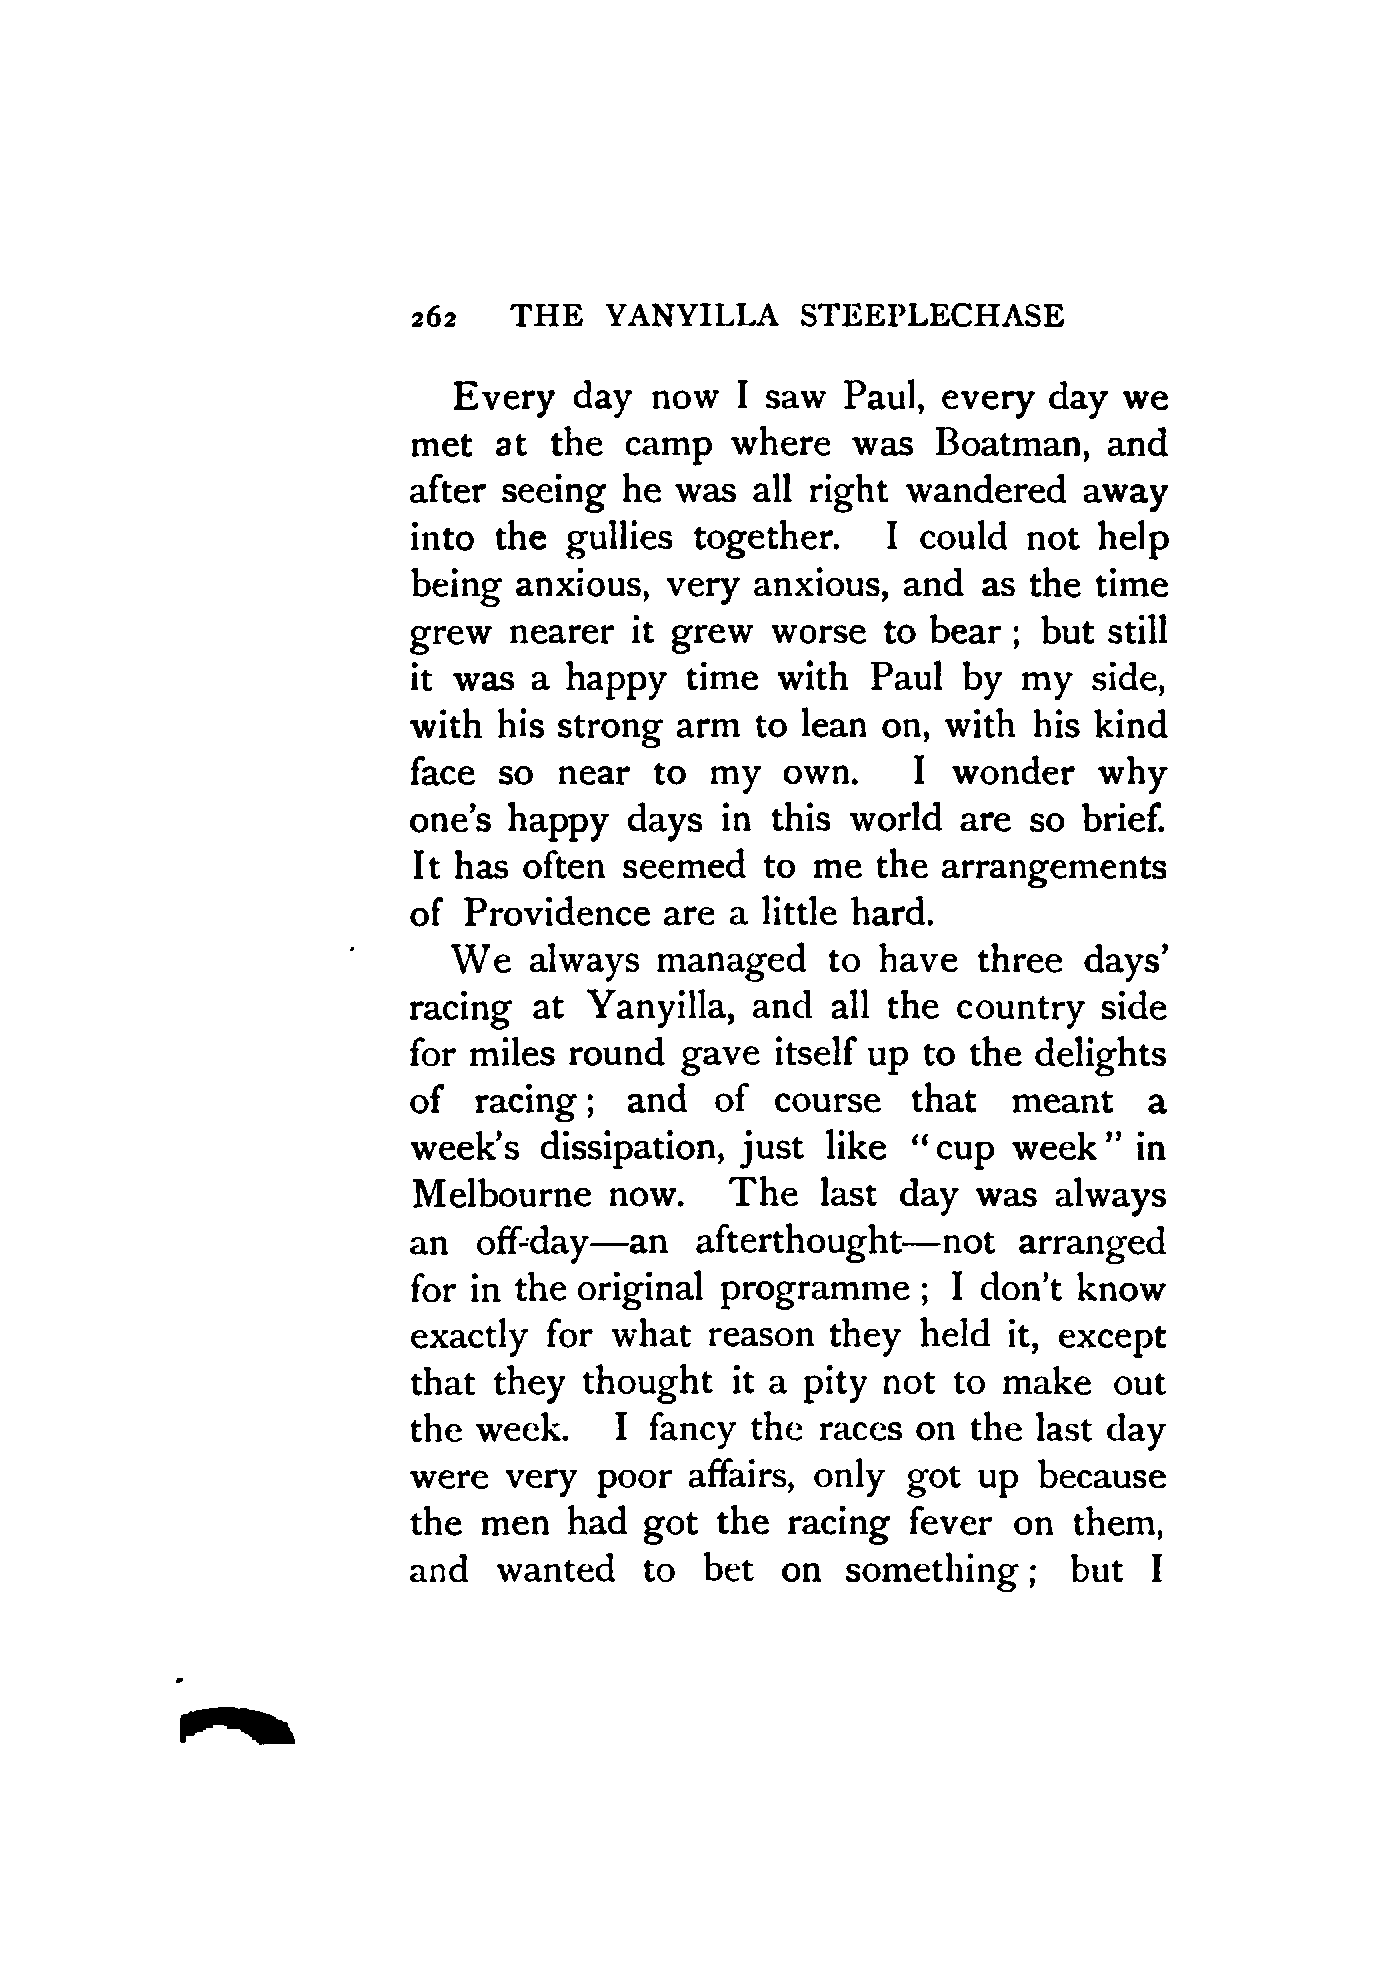 262 THE YANYILLA STEEPLECHASE
Every day now I saw Paul, every day we
met at the camp where was Boatman, and
after seeing he was all right wandered away
into the gullies together. I could not help
being anxious, very anxious, and as the time
grew nearer it grew worse to bear ; but still
it was a happy time with Paul by my side,
with his strong arm to lean on, with his kind
face so near to my own. I wonder why
one's happy days in this world are so brief.
It has often seemed to me the arrangements
of Providence are a little hard.
We always managed to have three days'
racing at Yanyilla, and all the country side
for miles round gave itself up to the delights
of racing ; and of course that meant a
week's dissipation, just like "cup week" in
Melbourne now. The last day was always
an off-day—an afterthought—not arranged
for in the original programme ; I don't know
exactly for what reason they held it, except
that they thought it a pity not to make out
the week. I fancy the races on the last day
were very poor affairs, only got up because
the men had got the racing fever on them,
and wanted to bet on something ; but I